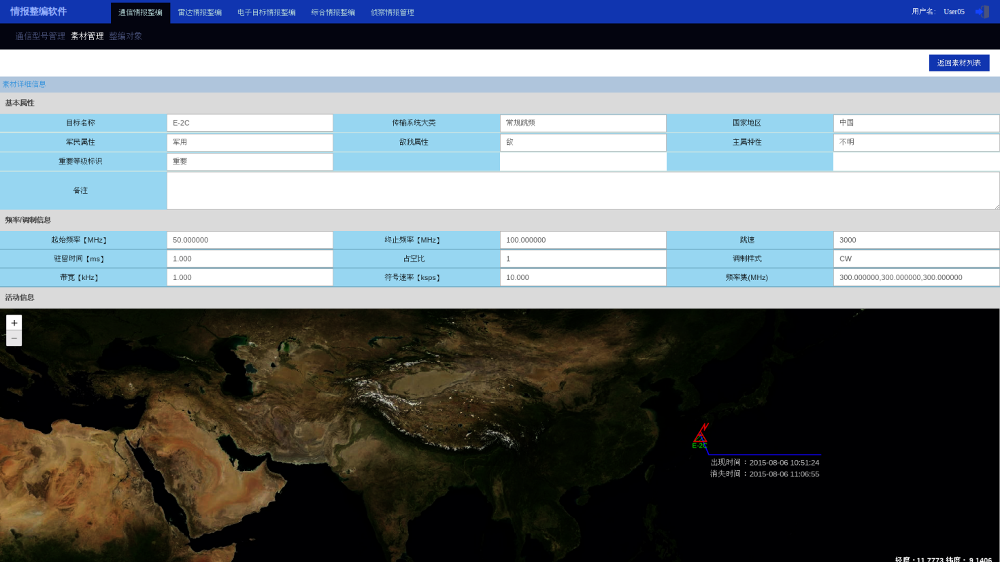 情报整编软件 通信情报整编 雷达情报整编 电子目标情报整编 综合情报整编 侦察情报管理 用户名: User05
通信型号管理 素材管理 整编对象
返回素材列表
素材详细信息
基本属性
目标名称 E-2C 传输系统大类 常规跳频 国家地区 中国
军民属性 军用 敌我属性 敌 主属特性 不明
重要等级标识 重要
备注
频率/调制信息
起始频率【MHz】 50.000000 终止频率【MHz】 100.000000 跳速 3000
驻留时间【ms】 1.000 占空比 1 调制样式 CW
带宽【kHz】 1.000 符号速率【ksps】 10.000 频率集(MHz) 300.000000,300.000000,300.000000
活动信息
+
−
E-2C
出现时间：2015-08-06 10:51:24
消失时间：2015-08-06 11:06:55
经度：11.7773 纬度： 9.1406